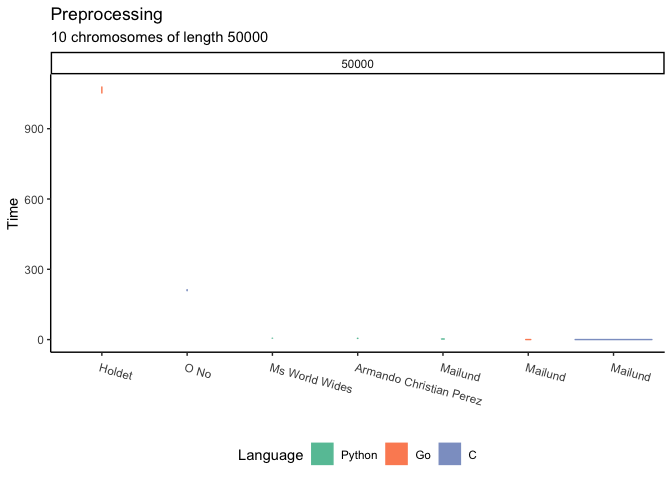 Preprocessing
10 chromosomes of length 50000
50000
900
600
300
0
Time
Holdet
O No
Ms World Wides
Armando Christian Perez
Mailund
Mailund
Mailund
Language Python Go C